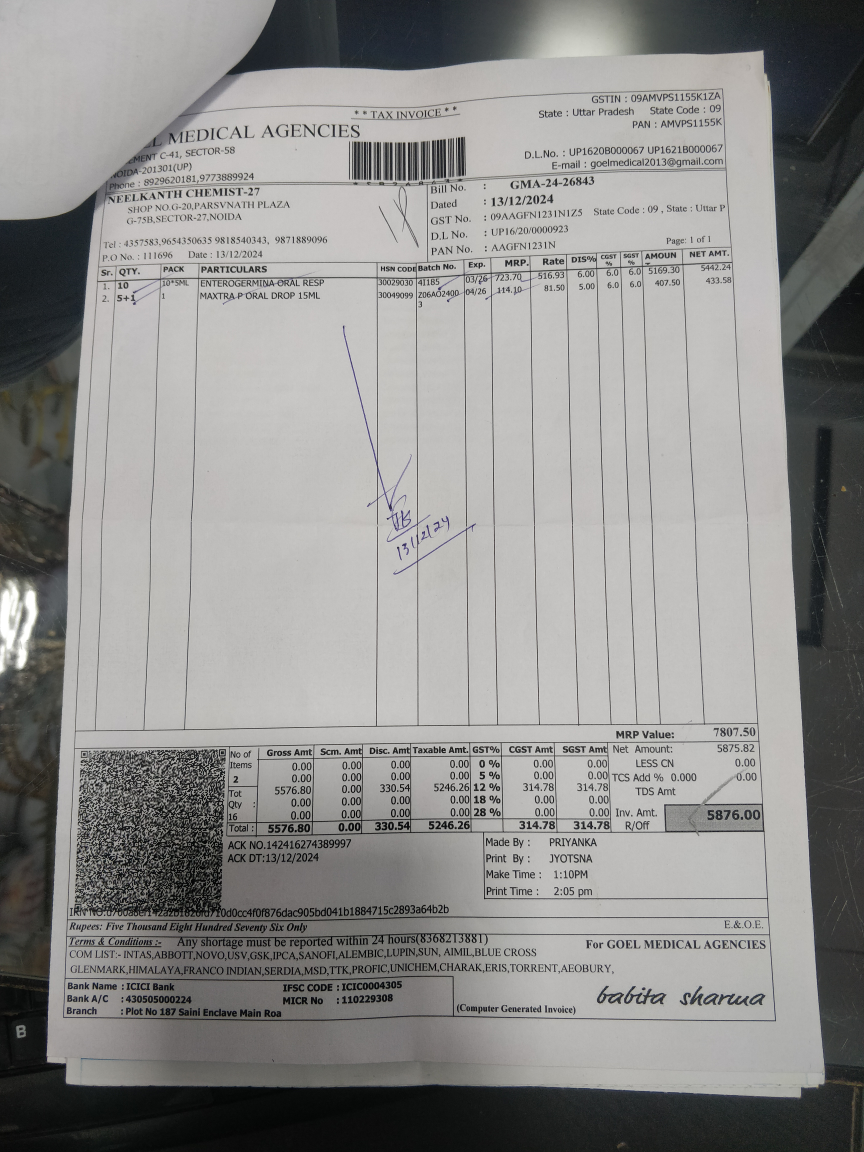 * * TAX INVOICE * *
GSTIN : 09AMVPS1155K1ZA
State : Uttar Pradesh State Code : 09
PAN : AMVPS1155K
EL MEDICAL AGENCIES
EMENT C-41, SECTOR-58
NOIDA-201301(UP)
Phone : 8929620181,9773889924
D.L.No. : UP1620B000067 UP1621B000067
E-mail : goelmedical2013@gmail.com
NEELKANTH CHEMIST-27
SHOP NO.G-20,PARSVNATH PLAZA
G-75B,SECTOR-27,NOIDA
Tel : 4357583,9654350635 9818540343, 9871889096
P.O No. : 111696 Date : 13/12/2024
Bill No. : GMA-24-26843
Dated : 13/12/2024
GST No. : 09AAGFN1231N1Z5 State Code : 09 , State : Uttar P
D.L No. : UP16/20/0000923
PAN No. : AAGFN1231N
Page: 1 of 1
Sr. QTY. PACK PARTICULARS HSN CODE Batch No. Exp. MRP. Rate DIS% CGST % SGST % AMOUN NET AMT.
1. 10 10*5ML ENTEROGERMINA ORAL RESP 30029030 41185 03/26 723.70 516.93 6.00 6.0 6.0 5169.30 5442.24
2. 5+1 1 MAXTRA P ORAL DROP 15ML 30049099 Z06AO2400 04/26 114.10 81.50 5.00 6.0 6.0 407.50 433.58
3
13/12/24
MRP Value: 7807.50
No of Items 2
Tot Qty : 16
Gross Amt Scm. Amt Disc. Amt Taxable Amt. GST% CGST Amt SGST Amt
0.00 0.00 0.00 0.00 0 % 0.00 0.00
0.00 0.00 0.00 0.00 5 % 0.00 0.00
5576.80 0.00 330.54 5246.26 12 % 314.78 314.78
0.00 0.00 0.00 0.00 18 % 0.00 0.00
0.00 0.00 0.00 0.00 28 % 0.00 0.00
Total : 5576.80 0.00 330.54 5246.26 314.78 314.78
Net Amount: 5875.82
LESS CN 0.00
TCS Add % 0.000 0.00
TDS Amt
Inv. Amt. 5876.00
R/Off
ACK NO.142416274389997
ACK DT:13/12/2024
Made By : PRIYANKA
Print By : JYOTSNA
Make Time : 1:10PM
Print Time : 2:05 pm
Rupees: Five Thousand Eight Hundred Seventy Six Only
E.&.O.E.
Terms & Conditions :- Any shortage must be reported within 24 hours(8368213881)
COM LIST:- INTAS,ABBOTT,NOVO,USV,GSK,IPCA,SANOFI,ALEMBIC,LUPIN,SUN, AIMIL,BLUE CROSS
GLENMARK,HIMALAYA,FRANCO INDIAN,SERDIA,MSD,TTK,PROFIC,UNICHEM,CHARAK,ERIS,TORRENT,AEOBURY,
For GOEL MEDICAL AGENCIES
Bank Name : ICICI Bank IFSC CODE : ICIC0004305
Bank A/C : 430505000224 MICR No : 110229308
Branch : Plot No 187 Saini Enclave Main Roa
(Computer Generated Invoice)
babita sharma
B